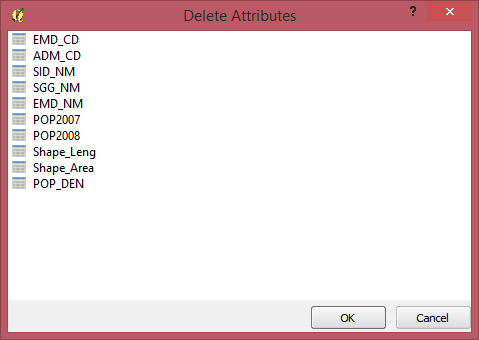 Delete Attributes
?
EMD_CD
ADM_CD
SID_NM
SGG_NM
EMD_NM
POP2007
POP2008
Shape_Leng
Shape_Area
POP_DEN
OK Cancel